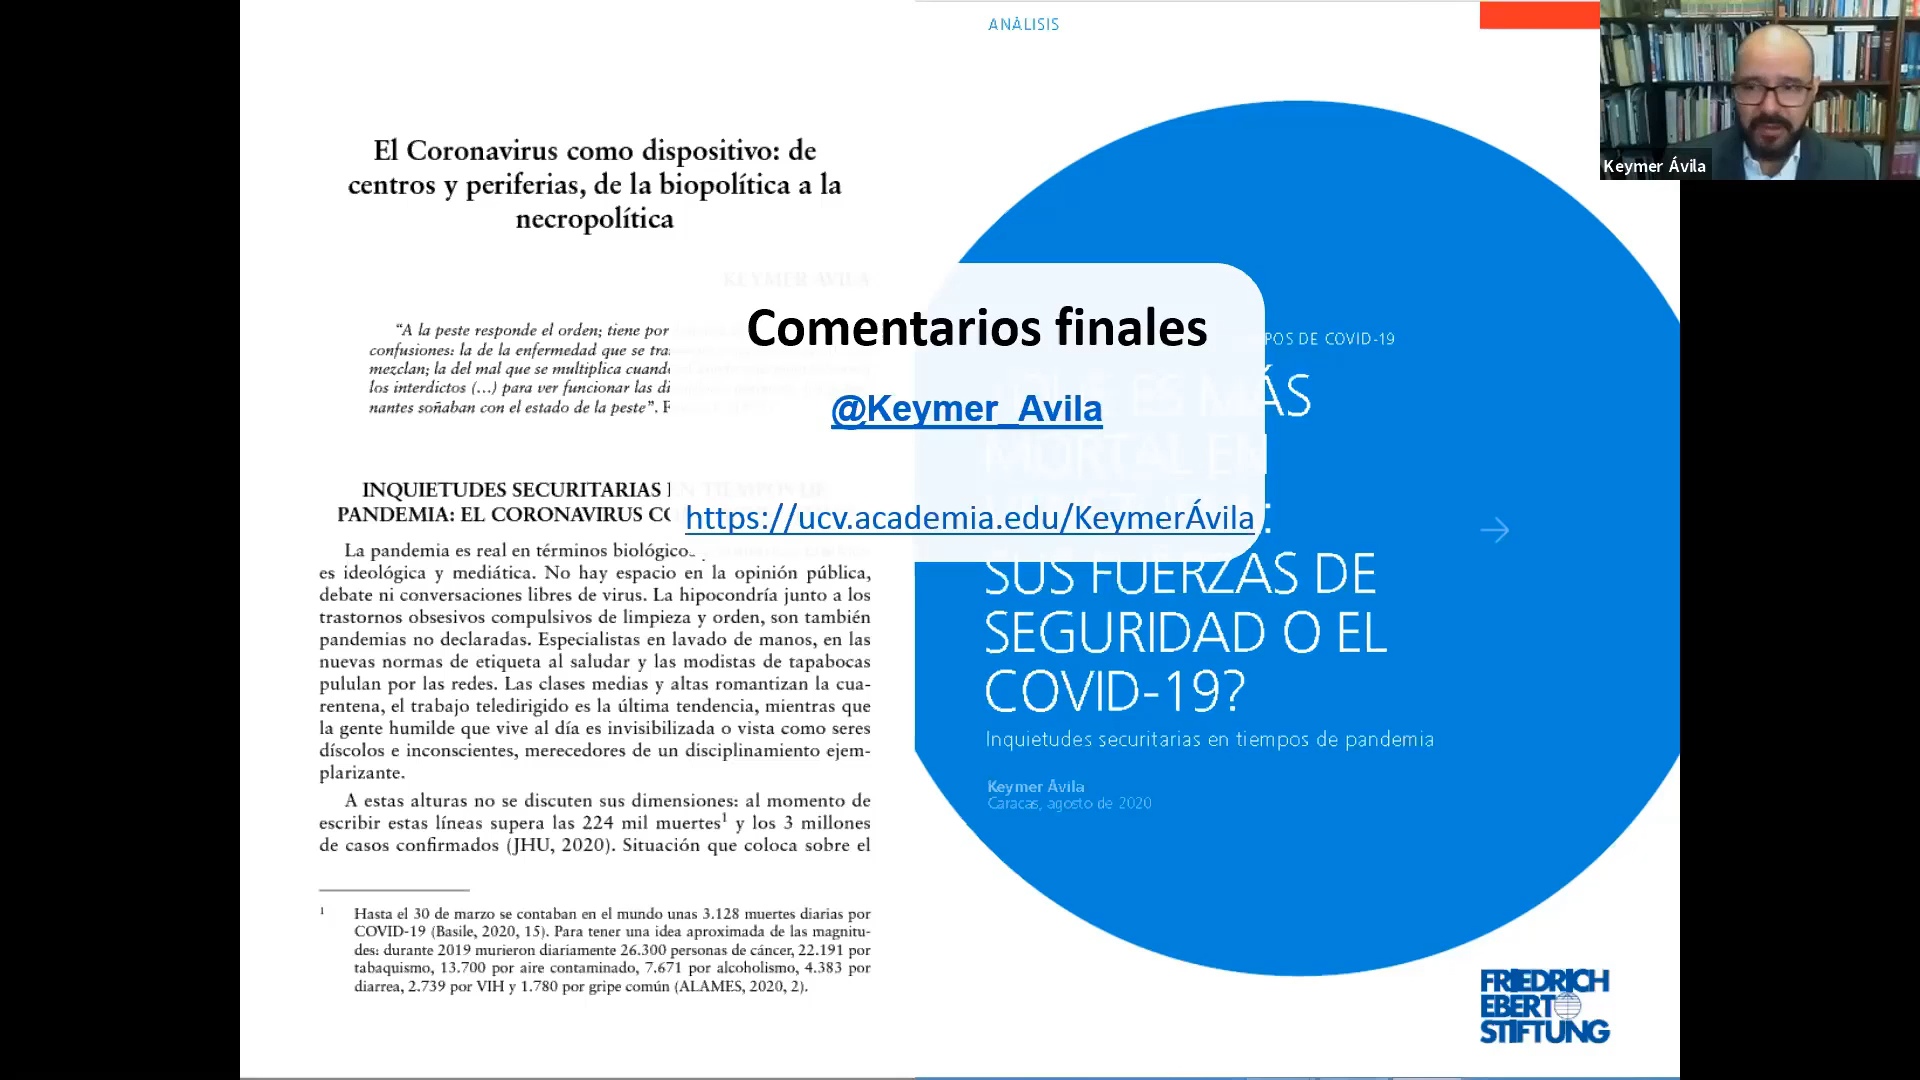 El Coronavirus como dispositivo: de
centros y periferias, de la biopolítica a la
necropolítica
KEYMER ÁVILA
“A la peste responde el orden; tiene por
confusiones: la de la enfermedad que se tra
mezclan; la del mal que se multiplica cuand
los interdictos (…) para ver funcionar las di
nantes soñaban con el estado de la peste”. F
INQUIETUDES SECURITARIAS EN TIEMPOS DE
PANDEMIA: EL CORONAVIRUS CO
La pandemia es real en términos biológico
es ideológica y mediática. No hay espacio en la opinión pública,
debate ni conversaciones libres de virus. La hipocondría junto a los
trastornos obsesivos compulsivos de limpieza y orden, son también
pandemias no declaradas. Especialistas en lavado de manos, en las
nuevas normas de etiqueta al saludar y las modistas de tapabocas
pululan por las redes. Las clases medias y altas romantizan la cua-
rentena, el trabajo teledirigido es la última tendencia, mientras que
la gente humilde que vive al día es invisibilizada o vista como seres
díscolos e inconscientes, merecedores de un disciplinamiento ejem-
plarizante.
A estas alturas no se discuten sus dimensiones: al momento de
escribir estas líneas supera las 224 mil muertes¹ y los 3 millones
de casos confirmados (JHU, 2020). Situación que coloca sobre el
1 Hasta el 30 de marzo se contaban en el mundo unas 3.128 muertes diarias por
COVID-19 (Basile, 2020, 15). Para tener una idea aproximada de las magnitu-
des: durante 2019 murieron diariamente 26.300 personas de cáncer, 22.191 por
tabaquismo, 13.700 por aire contaminado, 7.671 por alcoholismo, 4.383 por
diarrea, 2.739 por VIH y 1.780 por gripe común (ALAMES, 2020, 2).
Comentarios finales
@Keymer_Avila
https://ucv.academia.edu/KeymerÁvila
ANÁLISIS
POS DE COVID-19
ES MÁS
MORTAL EN
:
SUS FUERZAS DE
SEGURIDAD O EL
COVID-19?
Inquietudes securitarias en tiempos de pandemia
Keymer Ávila
Caracas, agosto de 2020
FRIEDRICH
EBERT
STIFTUNG
Keymer Ávila